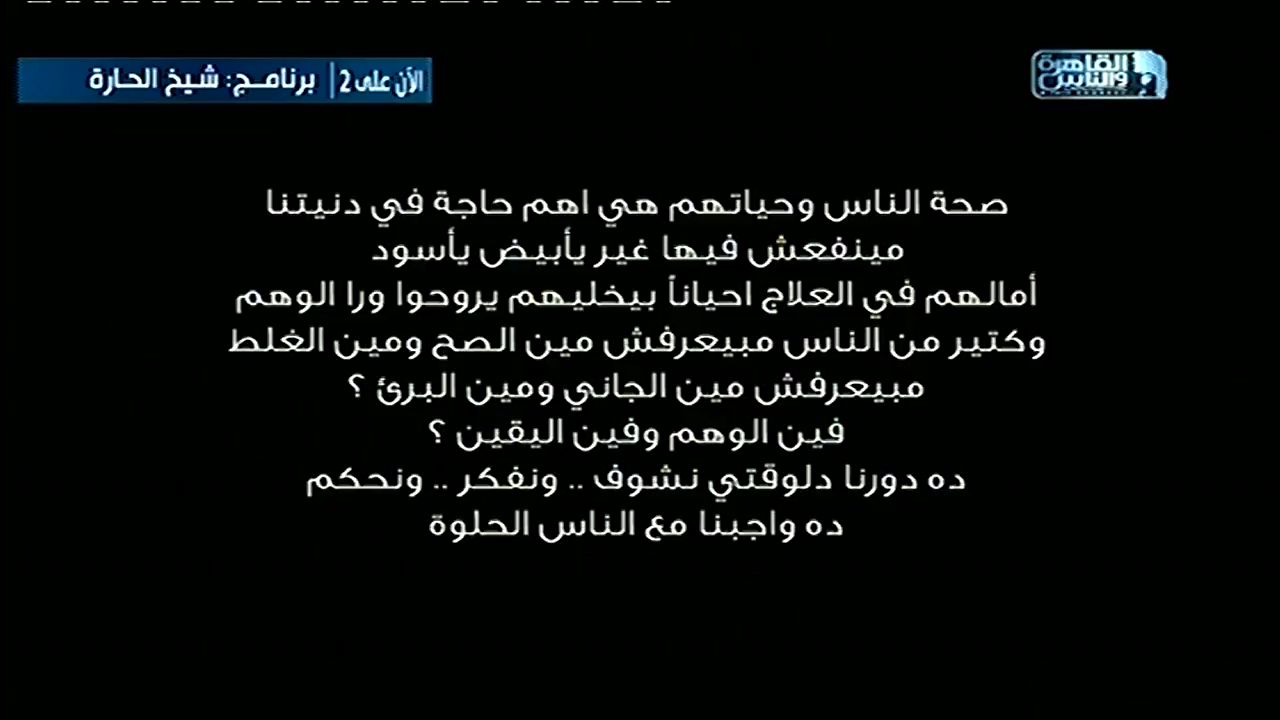 الآن على 2 | برنامج: شيخ الحارة
القاهرة
والناس
صحة الناس وحياتهم هي اهم حاجة في دنيتنا
مينفعش فيها غير يأبيض يأسود
أمالهم في العلاج احياناً بيخليهم يروحوا ورا الوهم
وكتير من الناس مبيعرفش مين الصح ومين الغلط
مبيعرفش مين الجاني ومين البرئ ؟
فين الوهم وفين اليقين ؟
ده دورنا دلوقتي نشوف .. ونفكر .. ونحكم
ده واجبنا مع الناس الحلوة